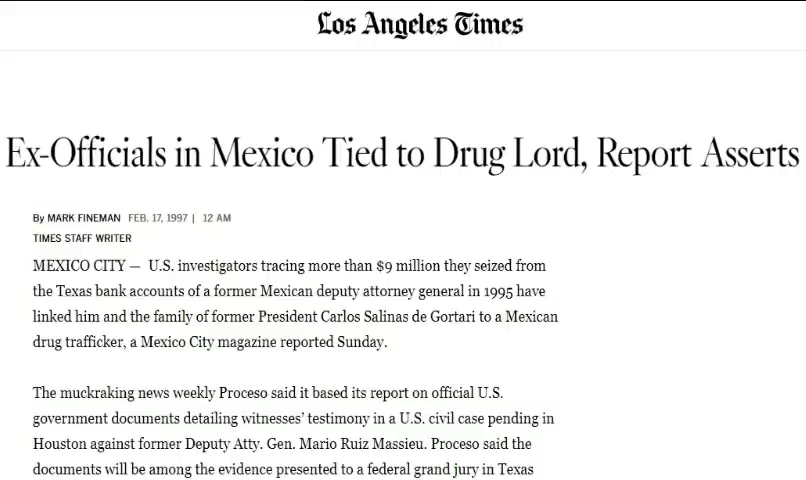 Los Angeles Times
Ex-Officials in Mexico Tied to Drug Lord, Report Asserts
By MARK FINEMAN FEB. 17, 1997 | 12 AM
TIMES STAFF WRITER
MEXICO CITY — U.S. investigators tracing more than $9 million they seized from
the Texas bank accounts of a former Mexican deputy attorney general in 1995 have
linked him and the family of former President Carlos Salinas de Gortari to a Mexican
drug trafficker, a Mexico City magazine reported Sunday.
The muckraking news weekly Proceso said it based its report on official U.S.
government documents detailing witnesses’ testimony in a U.S. civil case pending in
Houston against former Deputy Atty. Gen. Mario Ruiz Massieu. Proceso said the
documents will be among the evidence presented to a federal grand jury in Texas